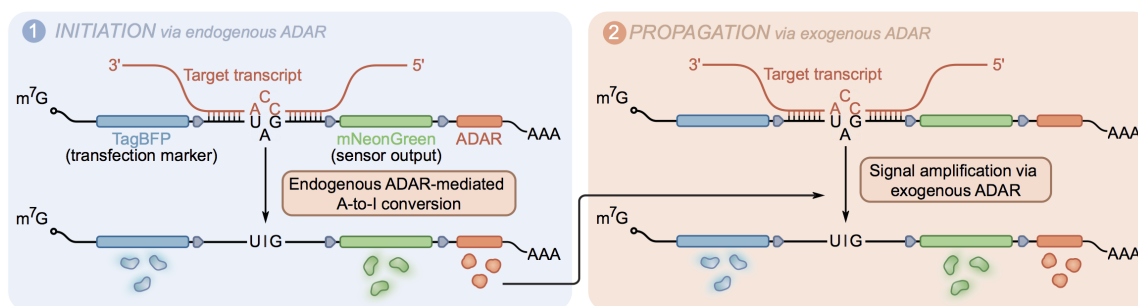 1 INITIATION via endogenous ADAR
3' 5'
Target transcript
m7G
A C C
U A G
TagBFP
(transfection marker)
mNeonGreen
(sensor output)
ADAR
AAA
Endogenous ADAR-mediated
A-to-I conversion
m7G
UIG
AAA
2 PROPAGATION via exogenous ADAR
3' 5'
Target transcript
m7G
A C C
U A G
AAA
Signal amplification via
exogenous ADAR
m7G
UIG
AAA